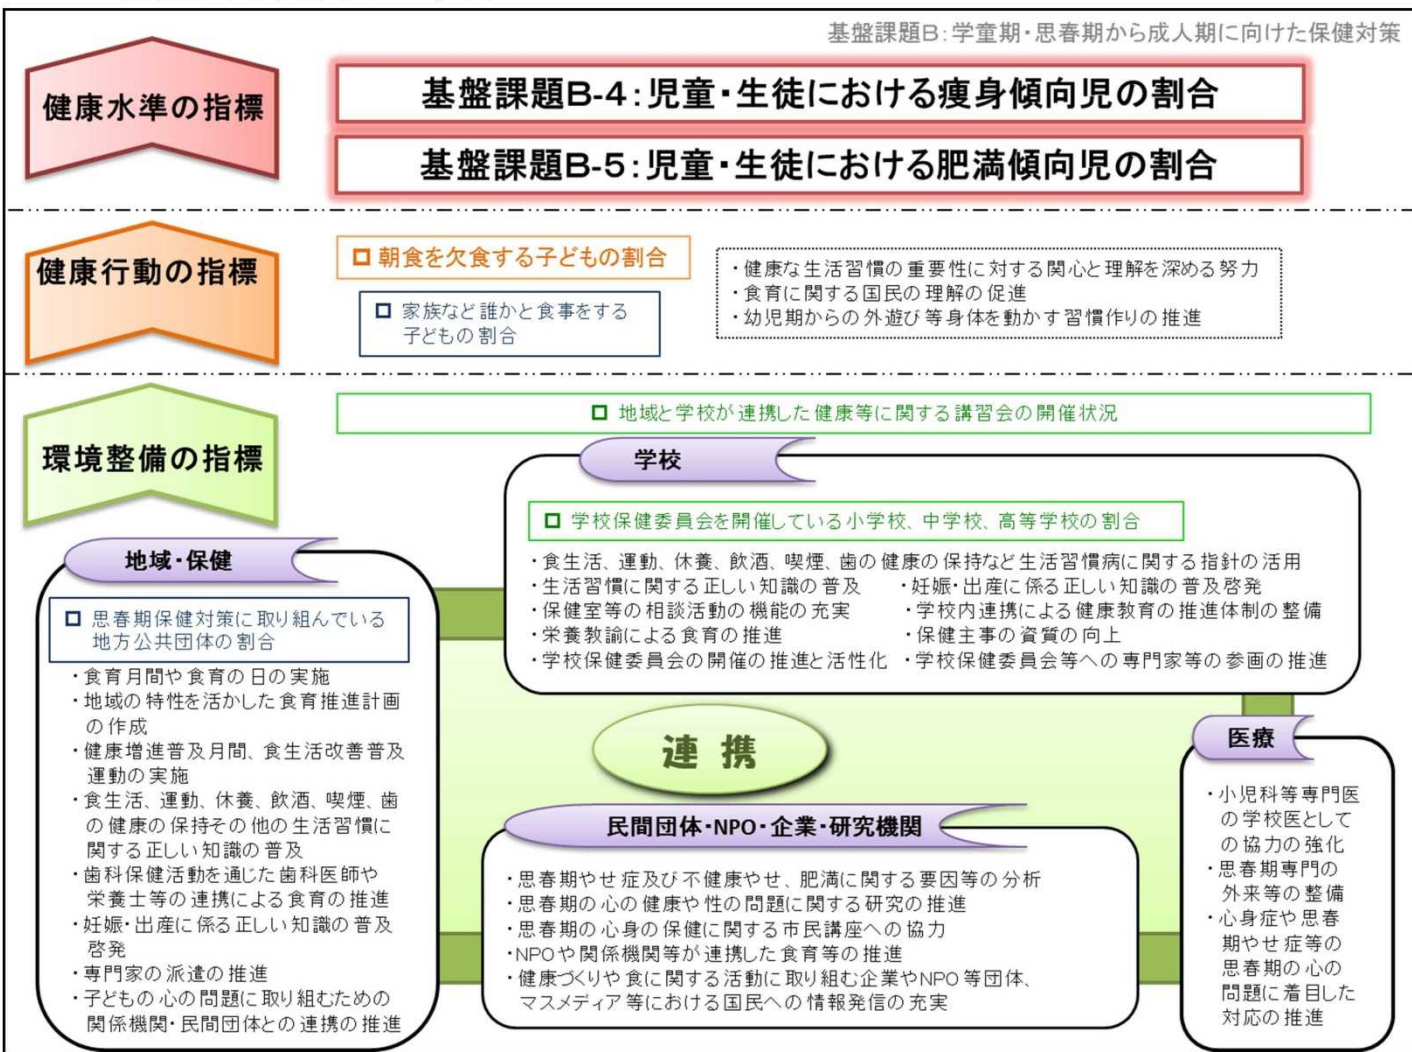 基盤課題B：学童期・思春期から成人期に向けた保健対策
健康水準の指標
基盤課題B-4：児童・生徒における痩身傾向児の割合
基盤課題B-5：児童・生徒における肥満傾向児の割合
健康行動の指標
朝食を欠食する子どもの割合
家族など誰かと食事をする
子どもの割合
・健康な生活習慣の重要性に対する関心と理解を深める努力
・食育に関する国民の理解の促進
・幼児期からの外遊び等身体を動かす習慣作りの推進
環境整備の指標
地域と学校が連携した健康等に関する講習会の開催状況
学校
学校保健委員会を開催している小学校、中学校、高等学校の割合
・食生活、運動、休養、飲酒、喫煙、歯の健康の保持など生活習慣病に関する指針の活用
・生活習慣に関する正しい知識の普及 ・妊娠・出産に係る正しい知識の普及啓発
・保健室等の相談活動の機能の充実 ・学校内連携による健康教育の推進体制の整備
・栄養教諭による食育の推進 ・保健主事の資質の向上
・学校保健委員会の開催の推進と活性化 ・学校保健委員会等への専門家等の参画の推進
地域・保健
思春期保健対策に取り組んでいる
地方公共団体の割合
・食育月間や食育の日の実施
・地域の特性を活かした食育推進計画
の作成
・健康増進普及月間、食生活改善普及
運動の実施
・食生活、運動、休養、飲酒、喫煙、歯
の健康の保持その他の生活習慣に
関する正しい知識の普及
・歯科保健活動を通じた歯科医師や
栄養士等の連携による食育の推進
・妊娠・出産に係る正しい知識の普及
啓発
・専門家の派遣の推進
・子どもの心の問題に取り組むための
関係機関・民間団体との連携の推進
連携
民間団体・NPO・企業・研究機関
・思春期やせ症及び不健康やせ、肥満に関する要因等の分析
・思春期の心の健康や性の問題に関する研究の推進
・思春期の心身の保健に関する市民講座への協力
・NPOや関係機関等が連携した食育等の推進
・健康づくりや食に関する活動に取り組む企業やNPO等団体、
マスメディア等における国民への情報発信の充実
医療
・小児科等専門医
の学校医として
の協力の強化
・思春期専門の
外来等の整備
・心身症や思春
期やせ症等の
思春期の心の
問題に着目した
対応の推進